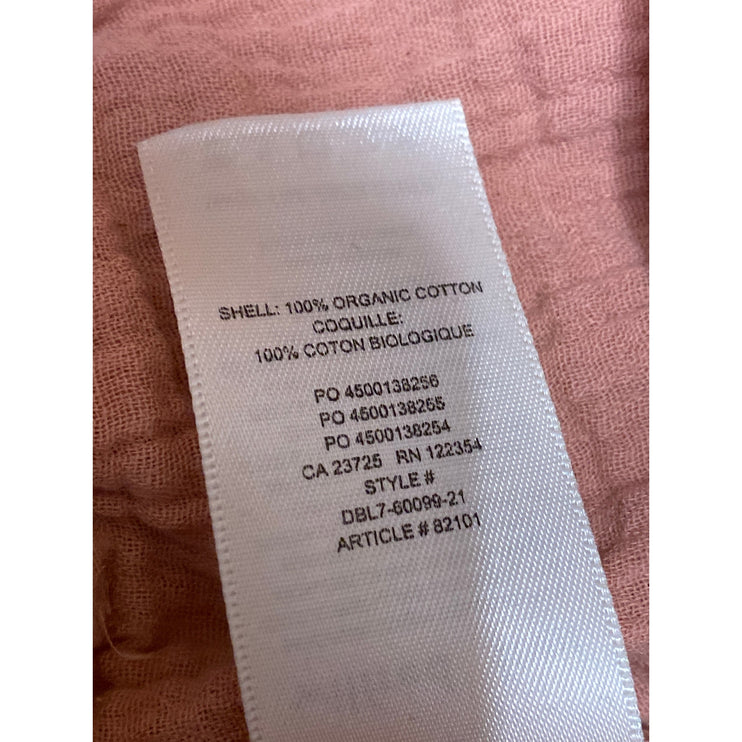 SHELL: 100% ORGANIC COTTON
COQUILLE:
100% COTON BIOLOGIQUE
PO 4500138256
PO 4500138255
PO 4500138254
CA 23725 RN 122354
STYLE #
DBL7-60099-21
ARTICLE # 82101